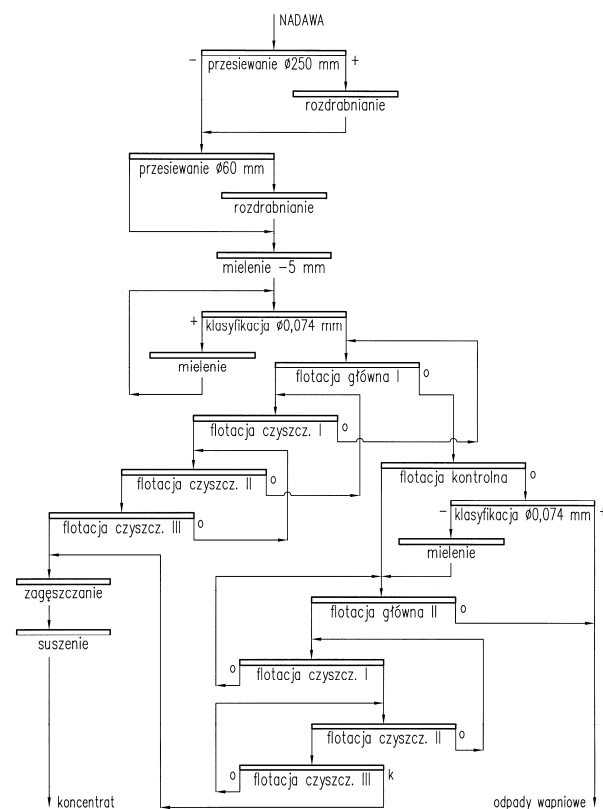 NADAWA
- przesiewanie ø250 mm +
rozdrabnianie
przesiewanie ø60 mm
rozdrabnianie
mielenie -5 mm
+ klasyfikacja ø0,074 mm
mielenie
flotacja główna I o
flotacja czyszcz. I o
flotacja kontrolna o
flotacja czyszcz. II o
- klasyfikacja ø0,074 mm +
flotacja czyszcz. III o
mielenie
zagęszczanie
flotacja główna II o
suszenie
o flotacja czyszcz. I
flotacja czyszcz. II o
o flotacja czyszcz. III k
koncentrat
odpady wapniowe